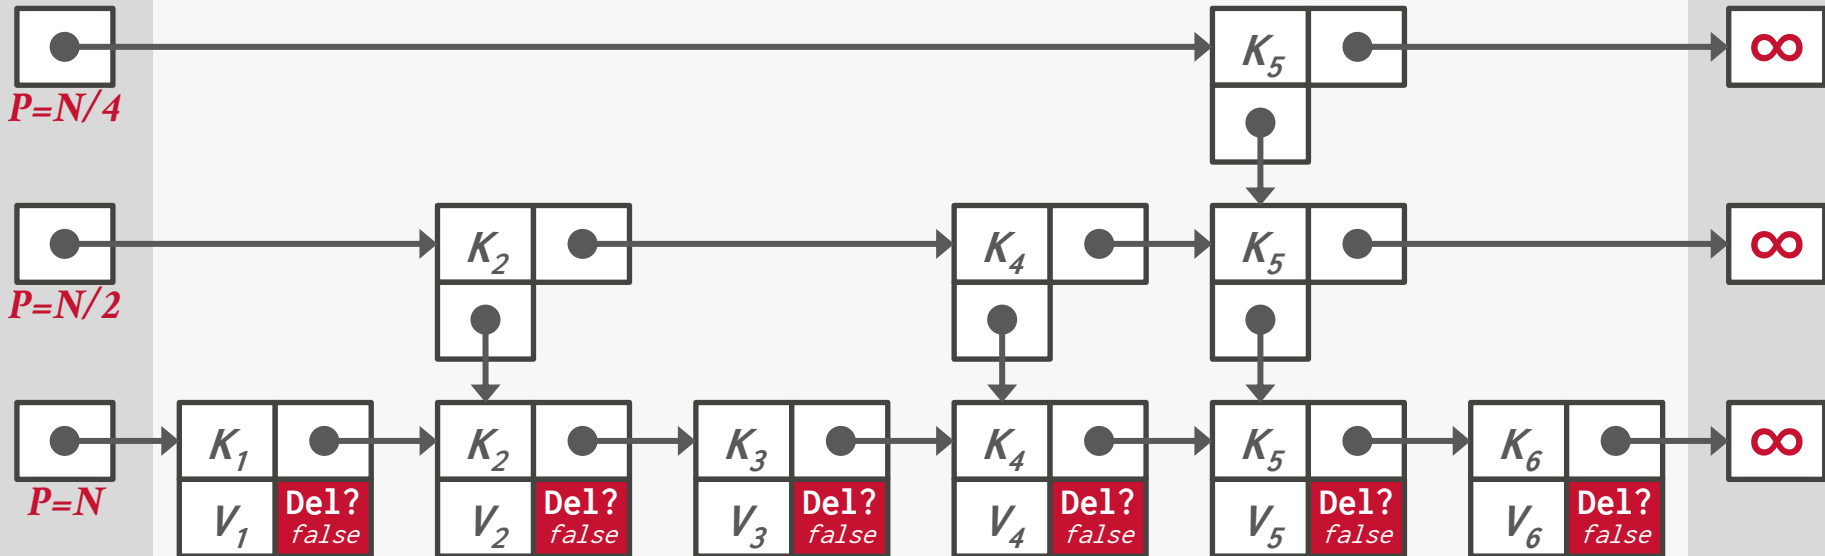 K5 ∞
P=N/4
K2 K4 K5 ∞
P=N/2
K1 K2 K3 K4 K5 K6 ∞
P=N
V1 Del? V2 Del? V3 Del? V4 Del? V5 Del? V6 Del?
false false false false false false